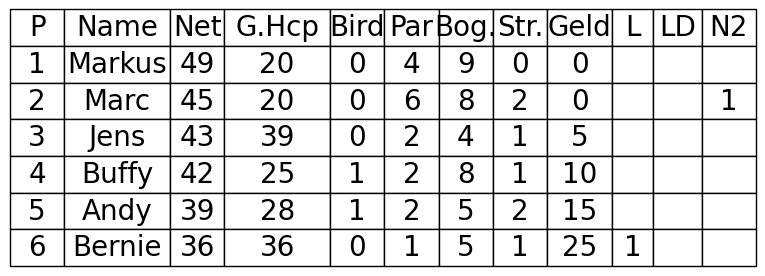 P Name Net G.Hcp Bird Par Bog. Str. Geld L LD N2
1 Markus 49 20 0 4 9 0 0
2 Marc 45 20 0 6 8 2 0 1
3 Jens 43 39 0 2 4 1 5
4 Buffy 42 25 1 2 8 1 10
5 Andy 39 28 1 2 5 2 15
6 Bernie 36 36 0 1 5 1 25 1